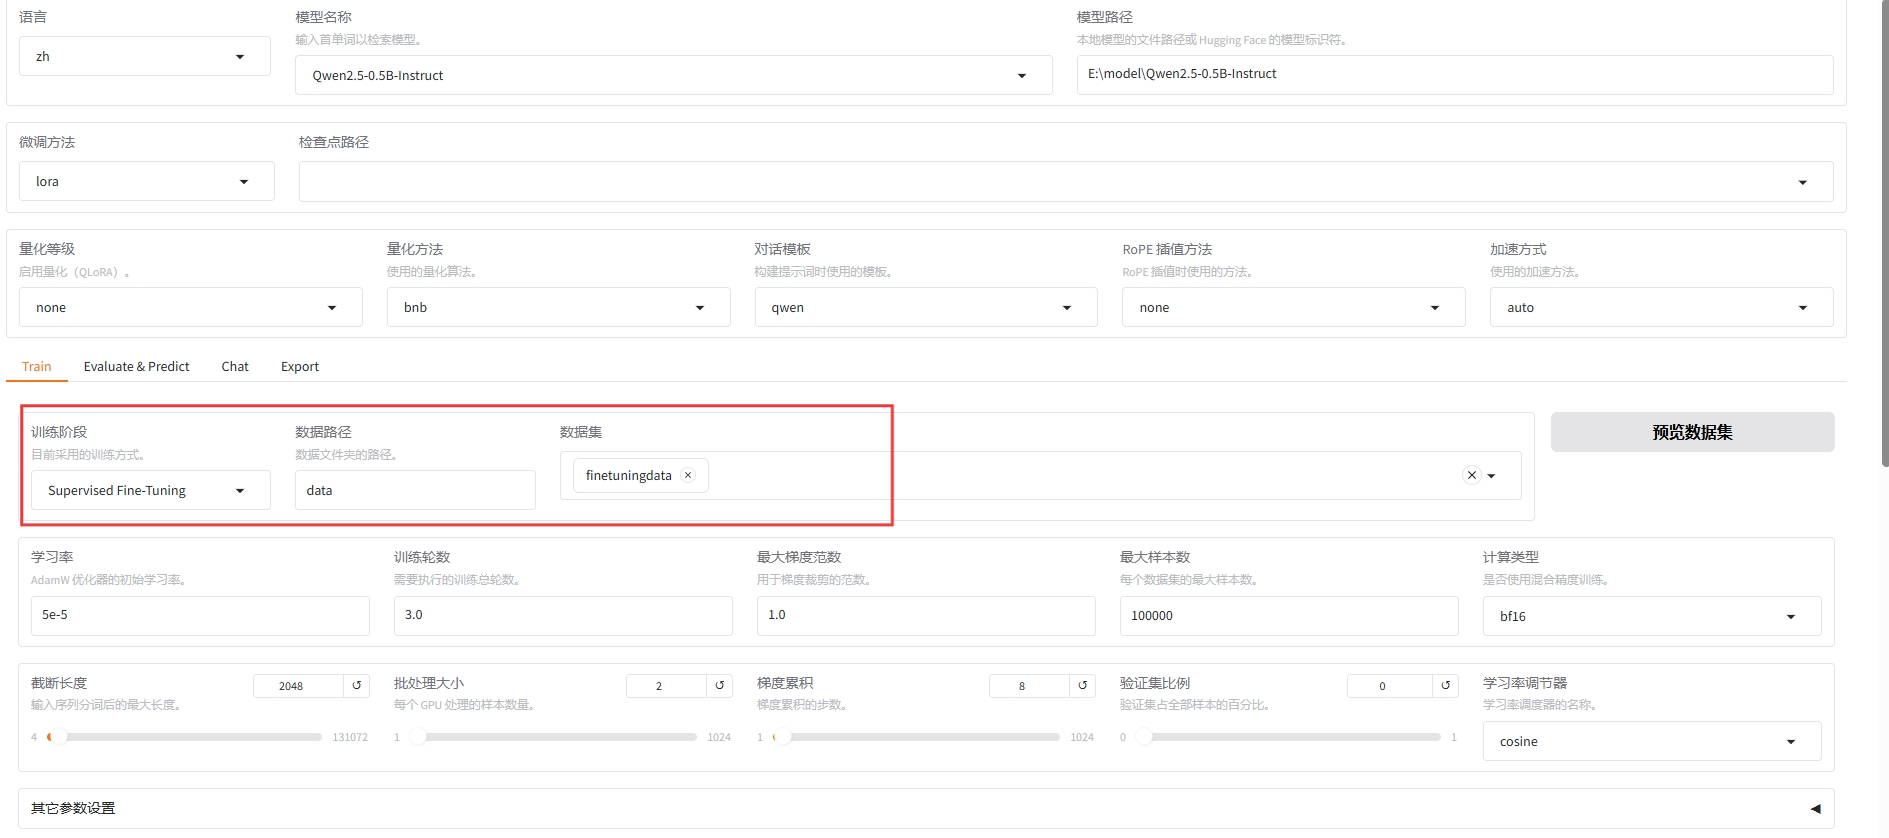 语言
zh
模型名称
输入首单词以检索模型。
Qwen2.5-0.5B-Instruct
模型路径
本地模型的文件路径或 Hugging Face 的模型标识符。
E:\model\Qwen2.5-0.5B-Instruct
微调方法
lora
检查点路径
量化等级
启用量化（QLoRA）。
none
量化方法
使用的量化算法。
bnb
对话模板
构建提示词时使用的模板。
qwen
RoPE 插值方法
RoPE 插值时使用的方法。
none
加速方式
使用的加速方法。
auto
Train
Evaluate & Predict
Chat
Export
训练阶段
目前采用的训练方式。
Supervised Fine-Tuning
数据路径
数据文件夹的路径。
data
数据集
finetuningdata
预览数据集
学习率
AdamW 优化器的初始学习率。
5e-5
训练轮数
需要执行的训练总轮数。
3.0
最大梯度范数
用于梯度裁剪的范数。
1.0
最大样本数
每个数据集的最大样本数。
100000
计算类型
是否使用混合精度训练。
bf16
截断长度
2048
输入序列分词后的最大长度。
4
131072
批处理大小
2
每个 GPU 处理的样本数量。
1
1024
梯度累积
8
梯度累积的步数。
1
1024
验证集比例
0
验证集占全部样本的百分比。
0
1
学习率调节器
学习率调度器的名称。
cosine
其它参数设置